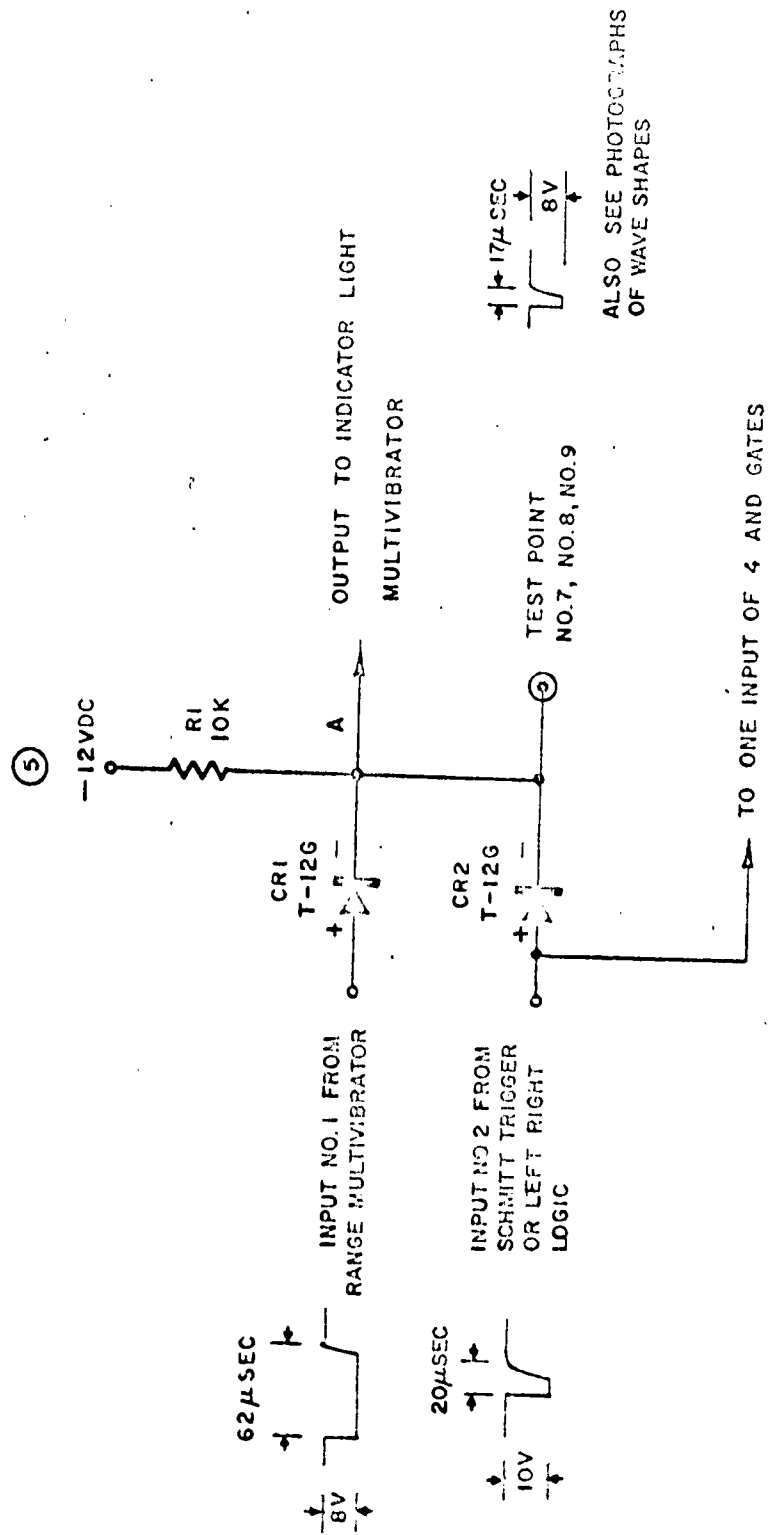 5
−12VDC
R1
10K
A
OUTPUT TO INDICATOR LIGHT
MULTIVIBRATOR
CR1
T-12G
+
−
62μSEC
8V
INPUT NO. 1 FROM
RANGE MULTIVIBRATOR
CR2
T-12G
+
−
20μSEC
10V
INPUT NO 2 FROM
SCHMITT TRIGGER
OR LEFT RIGHT
LOGIC
TEST POINT
NO.7, NO.8, NO.9
17μSEC
8V
ALSO SEE PHOTOGRAPHS
OF WAVE SHAPES
TO ONE INPUT OF 4 AND GATES